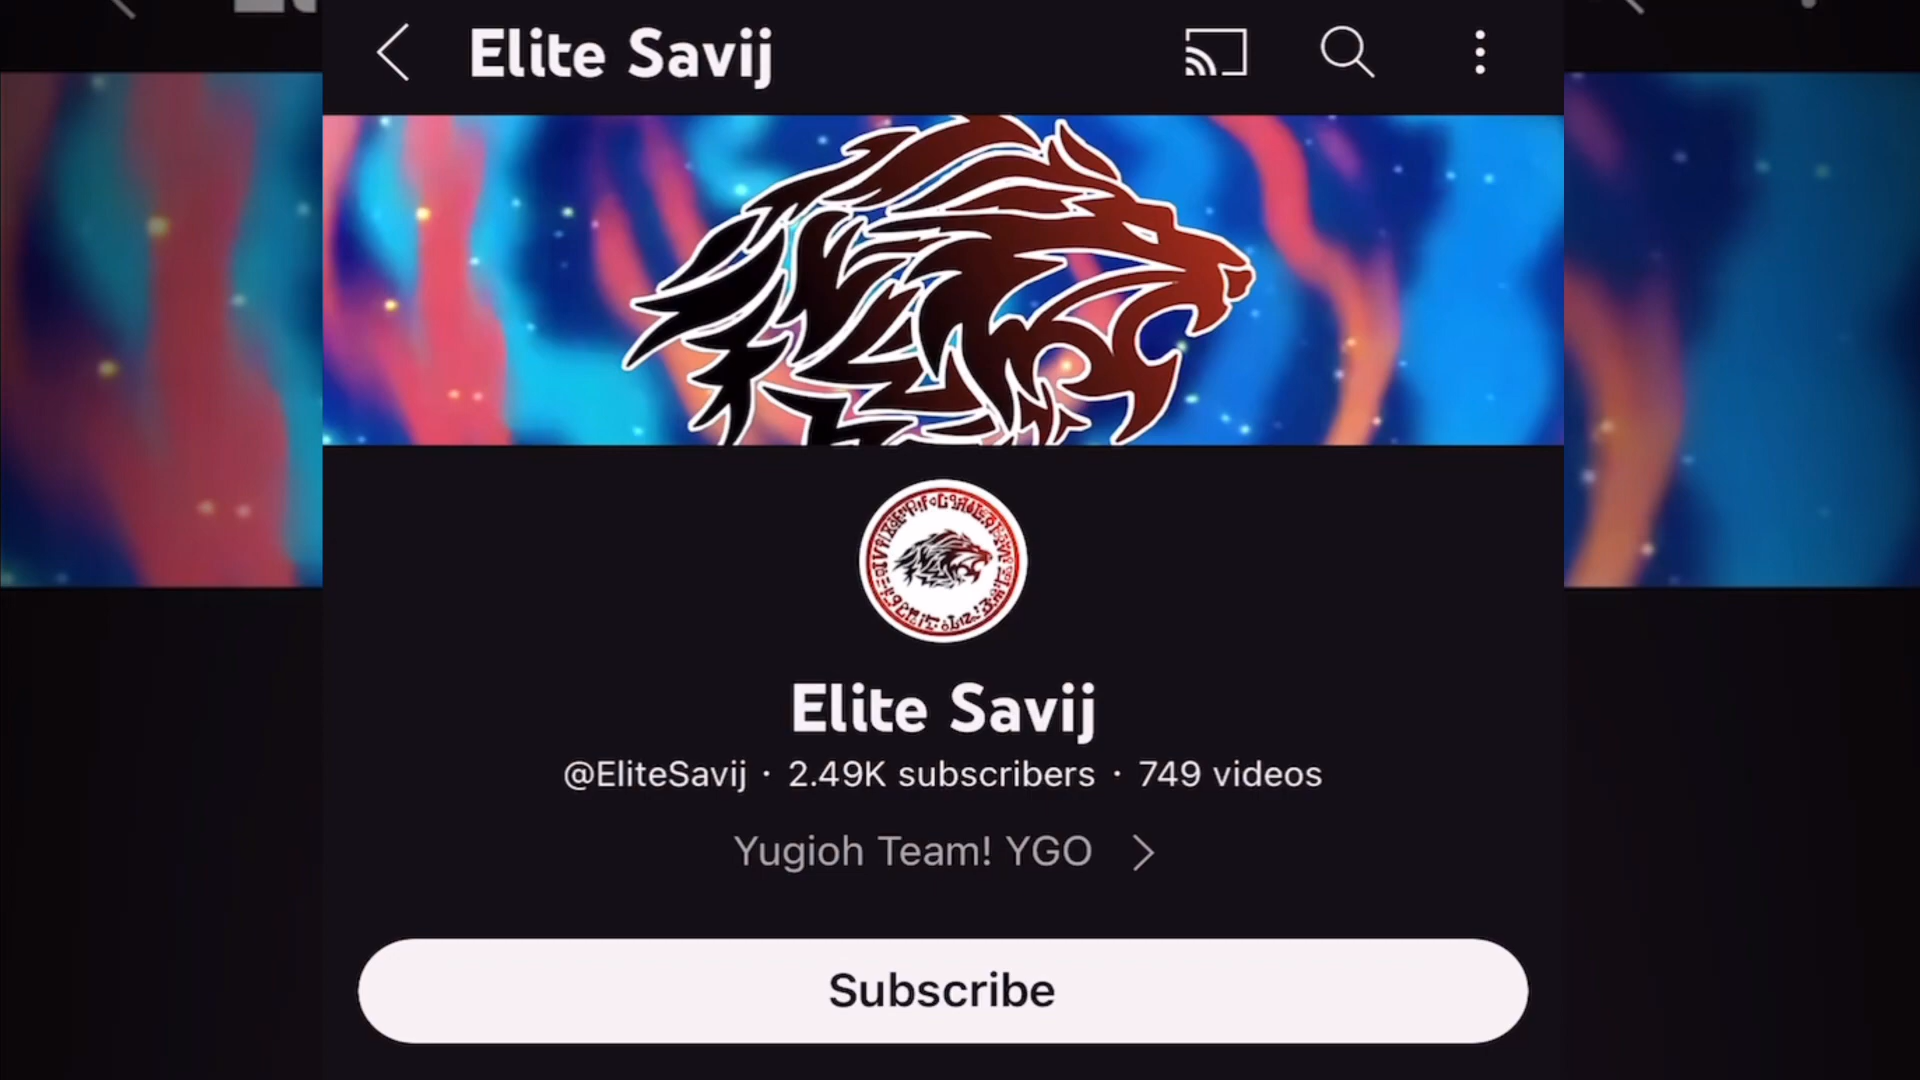 Elite Savij
Elite Savij
@EliteSavij · 2.49K subscribers · 749 videos
Yugioh Team! YGO
Subscribe